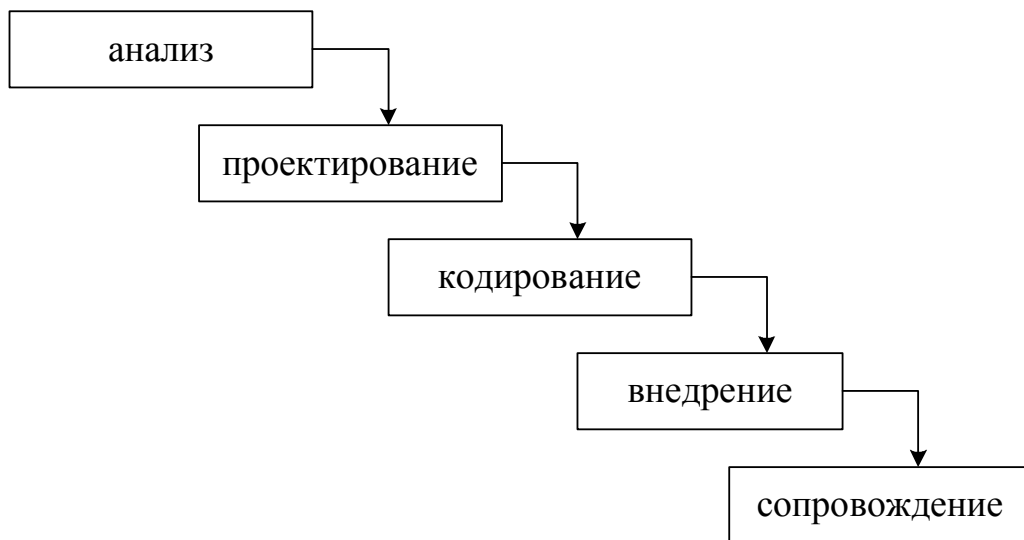 анализ
проектирование
кодирование
внедрение
сопровождение